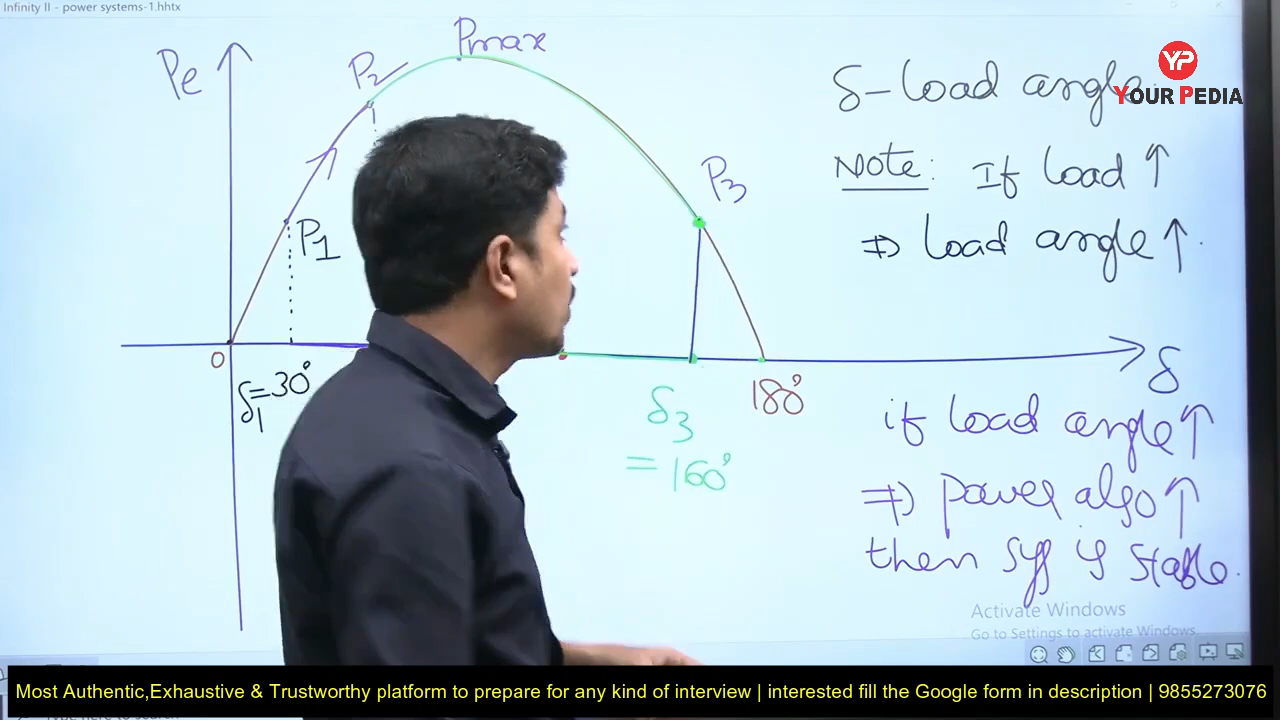 Infinity II - power systems-1.hhtx
Pe
P2
Pmax
P1
P3
0
δ1=30°
δ3
= 160°
180°
δ
δ-Load angle
YP
YOUR PEDIA
Note: If Load ↑
⇒ Load angle ↑.
if load angle ↑
⇒ power also ↑
then sys is stable.
Activate Windows
Go to Settings to activate Windows.
Most Authentic,Exhaustive & Trustworthy platform to prepare for any kind of interview | interested fill the Google form in description | 9855273076